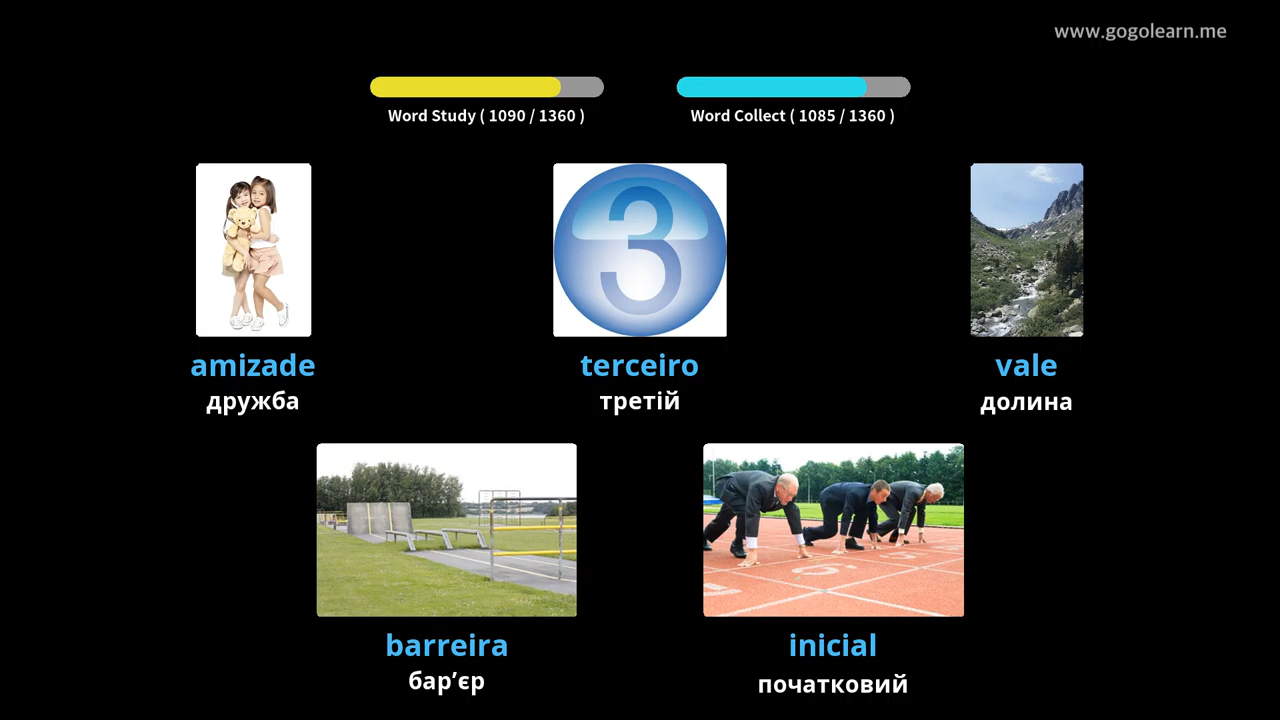 www.gogolearn.me
Word Study ( 1090 / 1360 )
Word Collect ( 1085 / 1360 )
3
amizade
дружба
terceiro
третій
vale
долина
barreira
бар’єр
inicial
початковий